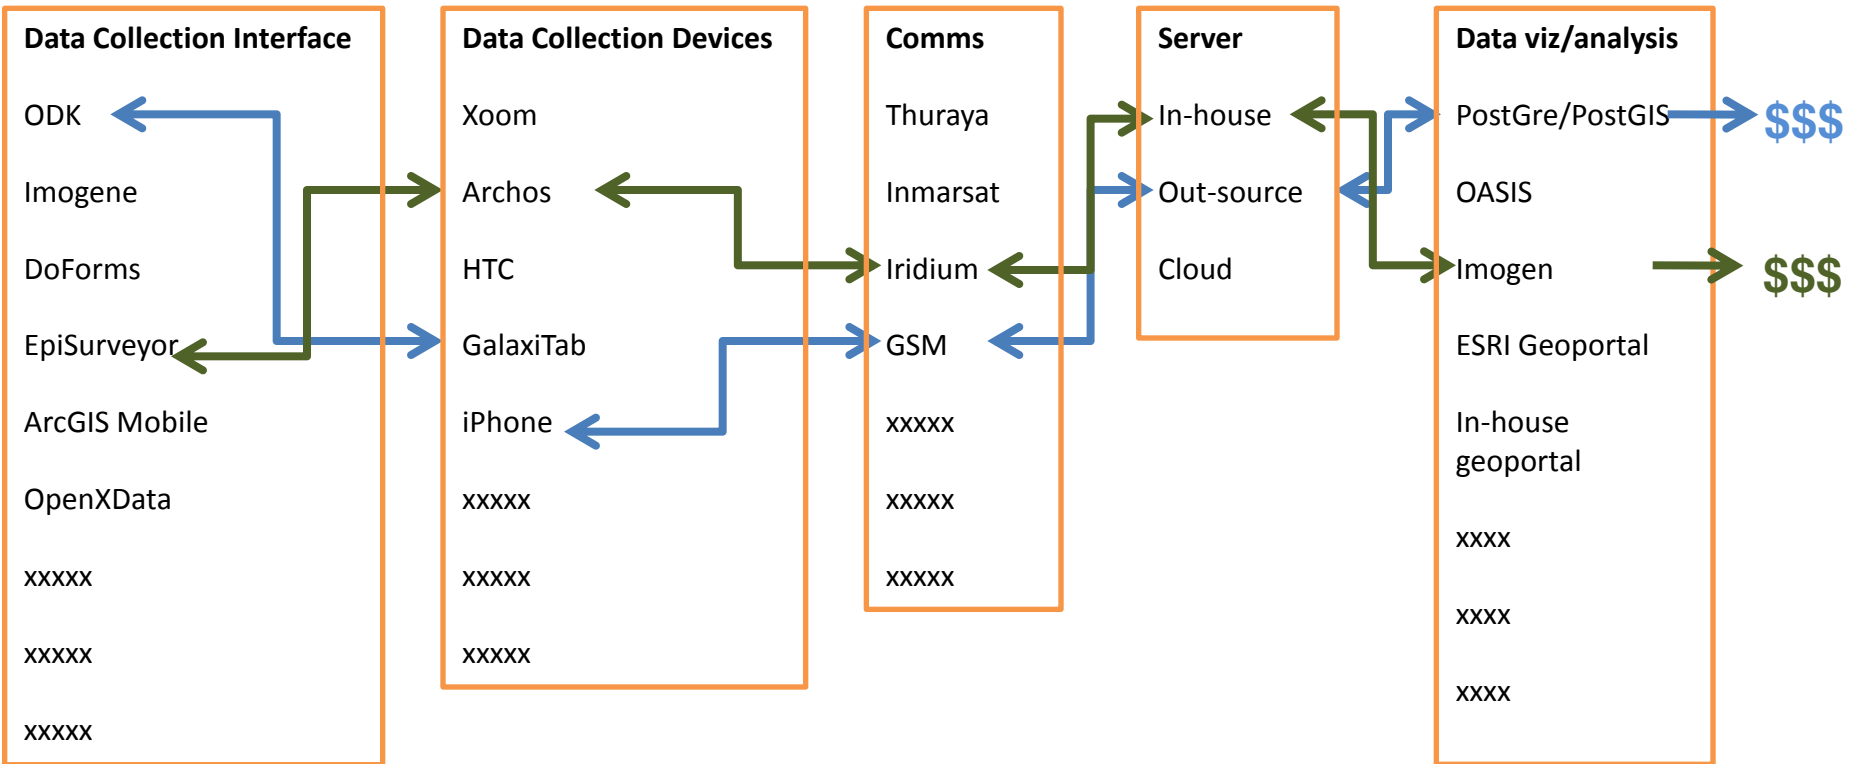 Data Collection Interface
ODK
Imogene
DoForms
EpiSurveyor
ArcGIS Mobile
OpenXData
xxxxx
xxxxx
xxxxx
Data Collection Devices
Xoom
Archos
HTC
GalaxiTab
iPhone
xxxxx
xxxxx
xxxxx
Comms
Thuraya
Inmarsat
Iridium
GSM
xxxxx
xxxxx
xxxxx
Server
In-house
Out-source
Cloud
Data viz/analysis
PostGre/PostGIS
OASIS
Imogen
ESRI Geoportal
In-house
geoportal
xxxx
xxxx
xxxx
$$$
$$$